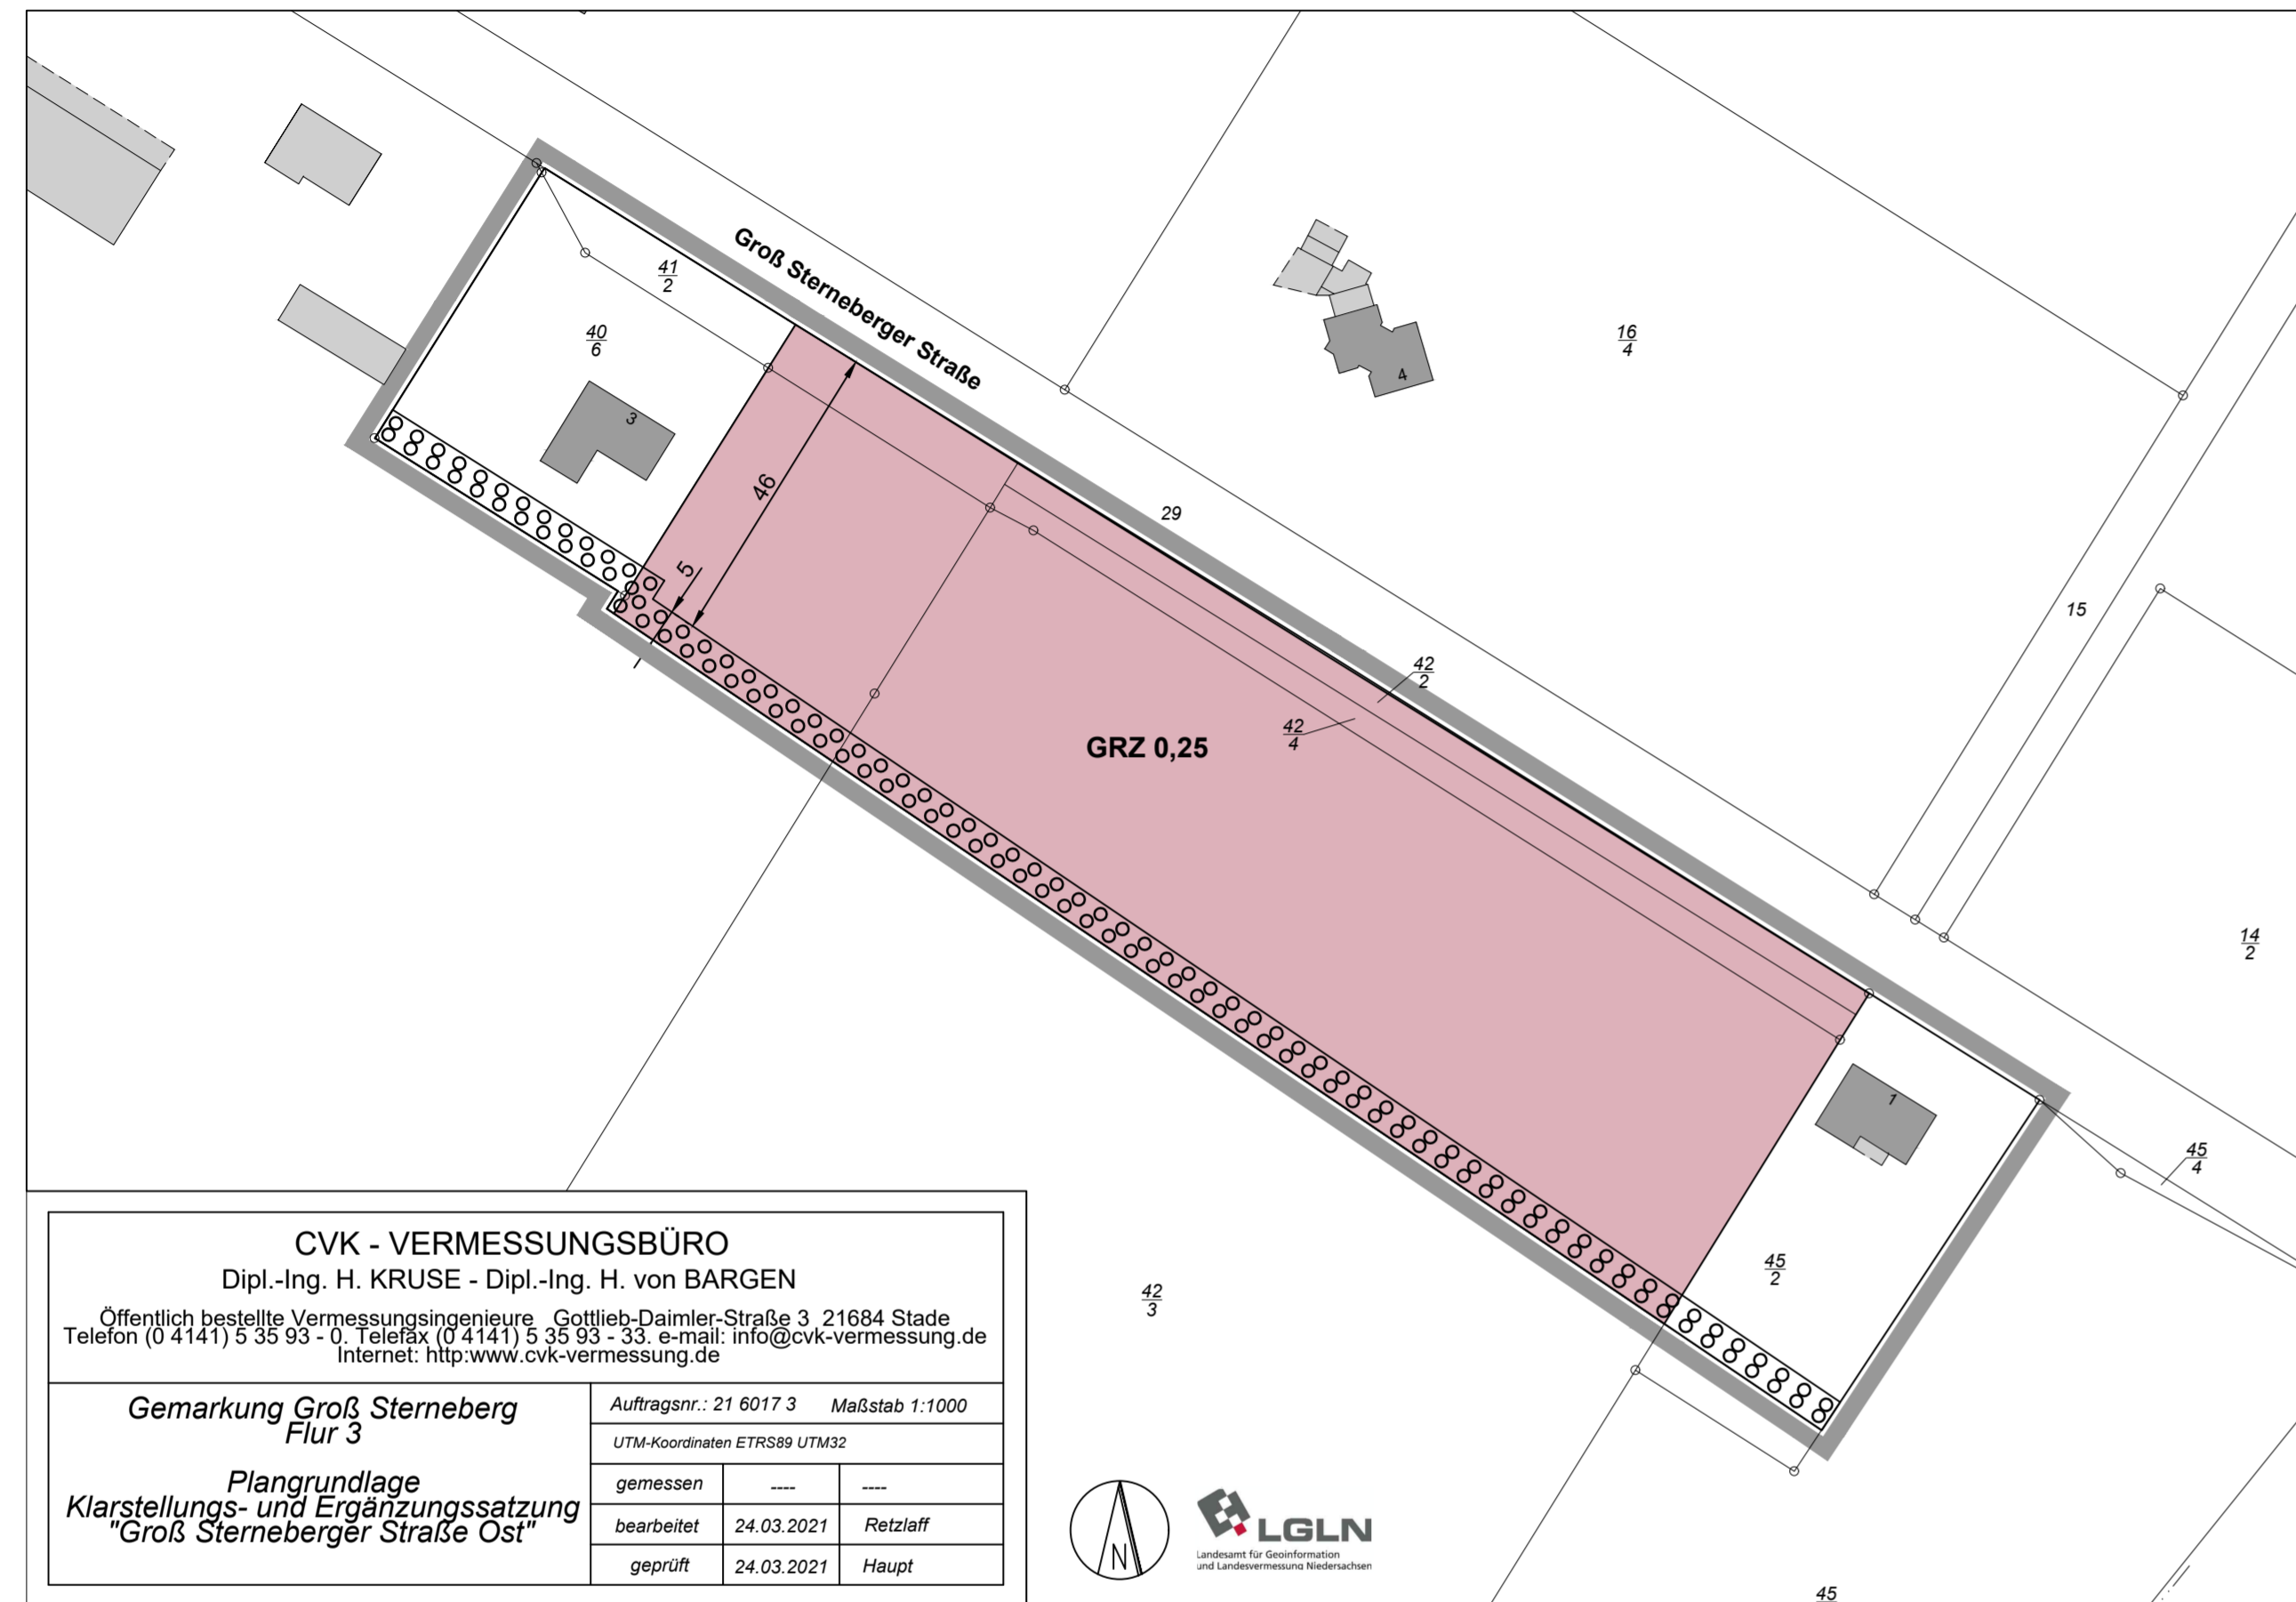 Groß Sterneberger Straße
41
2
40
6
3
46
5
16
4
4
29
15
42
2
42
4
GRZ 0,25
14
2
1
45
4
45
2
42
3
45
CVK - VERMESSUNGSBÜRO
Dipl.-Ing. H. KRUSE - Dipl.-Ing. H. von BARGEN
Öffentlich bestellte Vermessungsingenieure Gottlieb-Daimler-Straße 3 21684 Stade
Telefon (0 4141) 5 35 93 - 0. Telefax (0 4141) 5 35 93 - 33. e-mail: info@cvk-vermessung.de
Internet: http:www.cvk-vermessung.de
Gemarkung Groß Sterneberg
Flur 3
Plangrundlage
Klarstellungs- und Ergänzungssatzung
"Groß Sterneberger Straße Ost"
Auftragsnr.: 21 6017 3 Maßstab 1:1000
UTM-Koordinaten ETRS89 UTM32
gemessen ---- ----
bearbeitet 24.03.2021 Retzlaff
geprüft 24.03.2021 Haupt
N
LGLN
Landesamt für Geoinformation
und Landesvermessung Niedersachsen